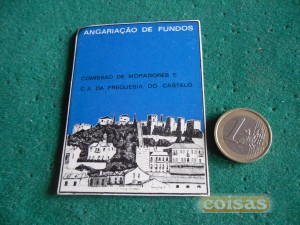 ANGARIAÇÃO DE FUNDOS
COMISSÃO DE MORADORES E
C.A. DA FREGUESIA DO CASTELO
1
EURO
coisas